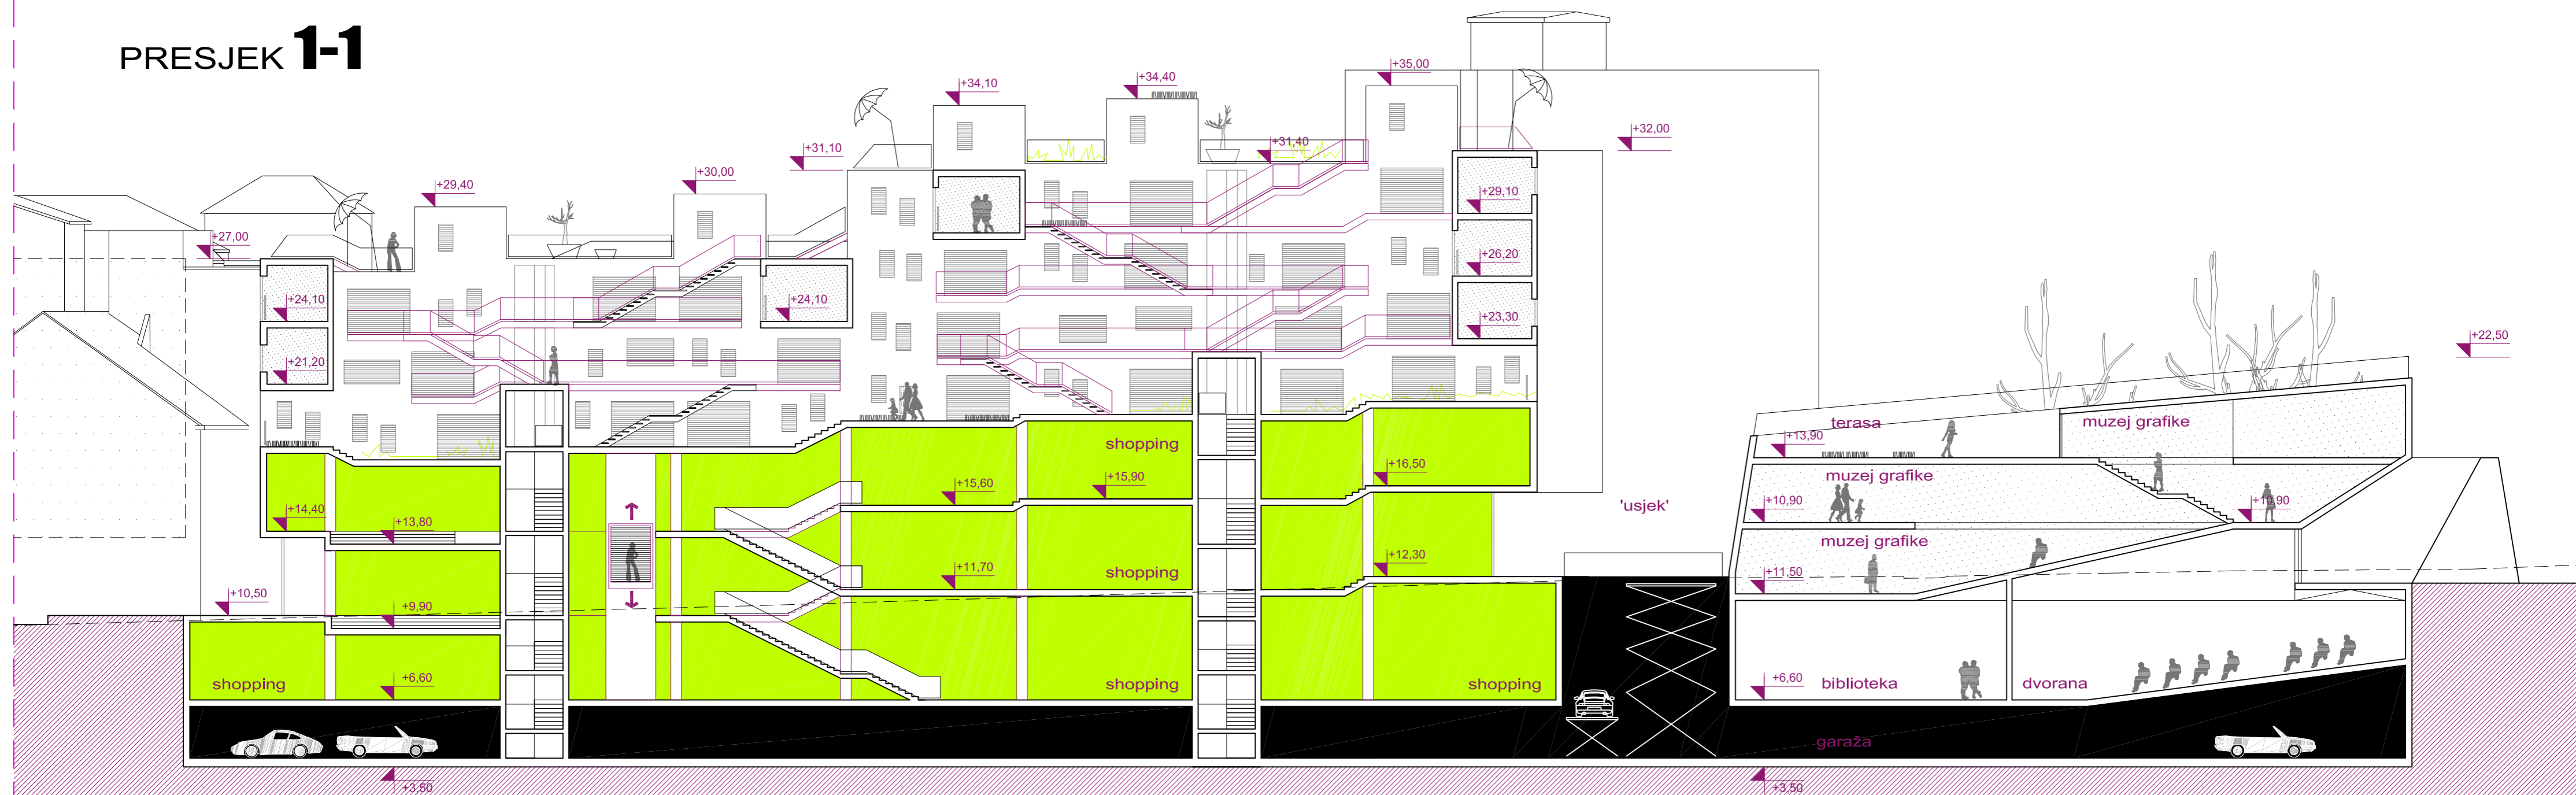 PRESJEK 1-1
+35,00
+34,40
+34,10
+32,00
+31,40
+31,10
+30,00
+29,40
+29,10
+27,00
+26,20
+24,10
+24,10
+23,30
+22,50
+21,20
terasa
muzej grafike
+13,90
shopping
muzej grafike
+16,50
+15,90
+15,60
+10,90
+10,90
'usjek'
+14,40
+13,80
muzej grafike
+12,30
+11,70
shopping
+11,50
+10,50
+9,90
+6,60
shopping
shopping
shopping
+6,60
biblioteka
dvorana
garaža
+3,50
+3,50